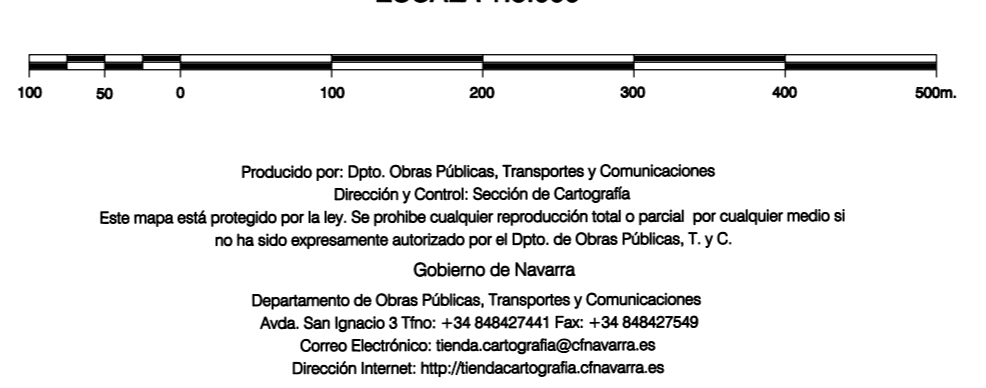 100 50 0 100 200 300 400 500m.
Producido por: Dpto. Obras Públicas, Transportes y Comunicaciones
Dirección y Control: Sección de Cartografía
Este mapa está protegido por la ley. Se prohibe cualquier reproducción total o parcial por cualquier medio si
no ha sido expresamente autorizado por el Dpto. de Obras Públicas, T. y C.
Gobierno de Navarra
Departamento de Obras Públicas, Transportes y Comunicaciones
Avda. San Ignacio 3 Tfno: +34 848427441 Fax: +34 848427549
Correo Electrónico: tienda.cartografia@cfnavarra.es
Dirección Internet: http://tiendacartografia.cfnavarra.es